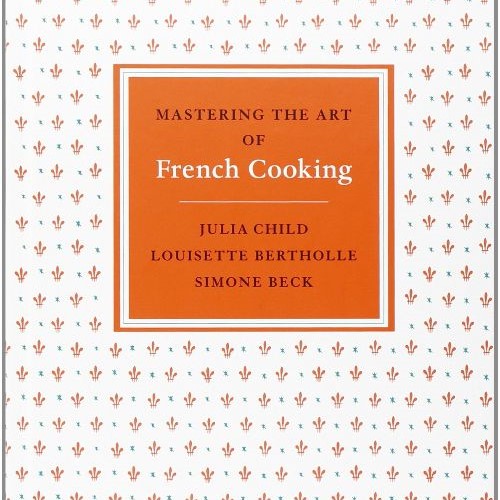 MASTERING THE ART
OF
French Cooking
JULIA CHILD
LOUISETTE BERTHOLLE
SIMONE BECK